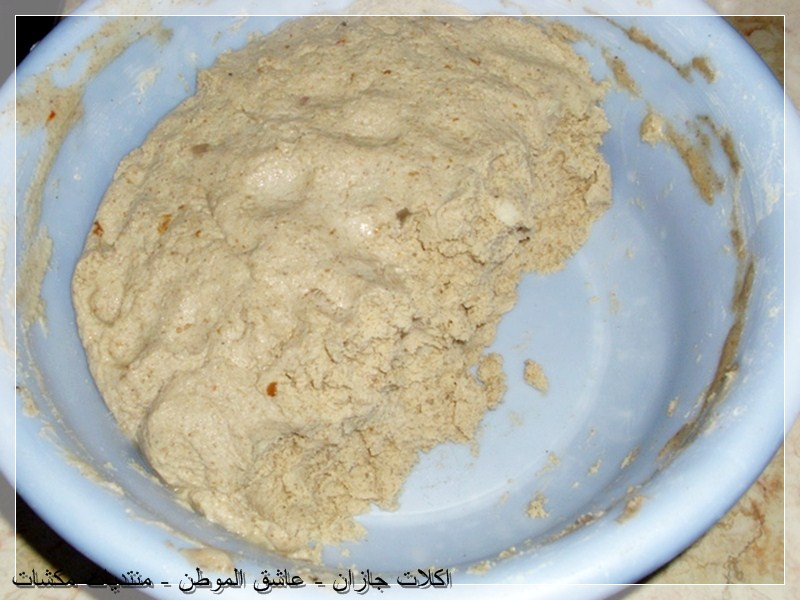 اكلات جازان - عاشق الموطن - منتديات مكشات